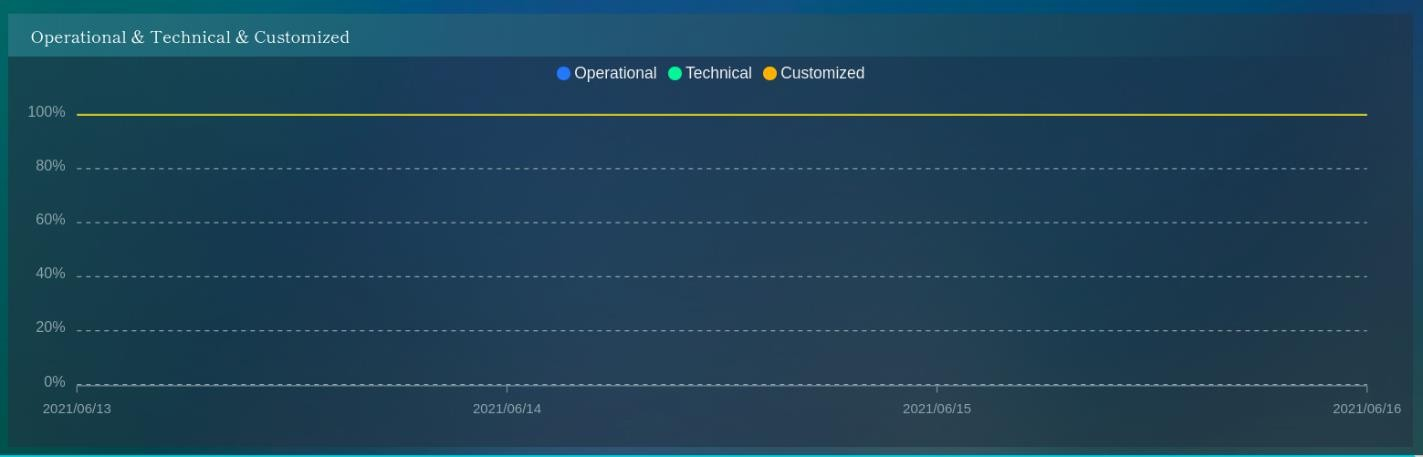 Operational & Technical & Customized
Operational Technical Customized
100%
80%
60%
40%
20%
0%
2021/06/13 2021/06/14 2021/06/15 2021/06/16